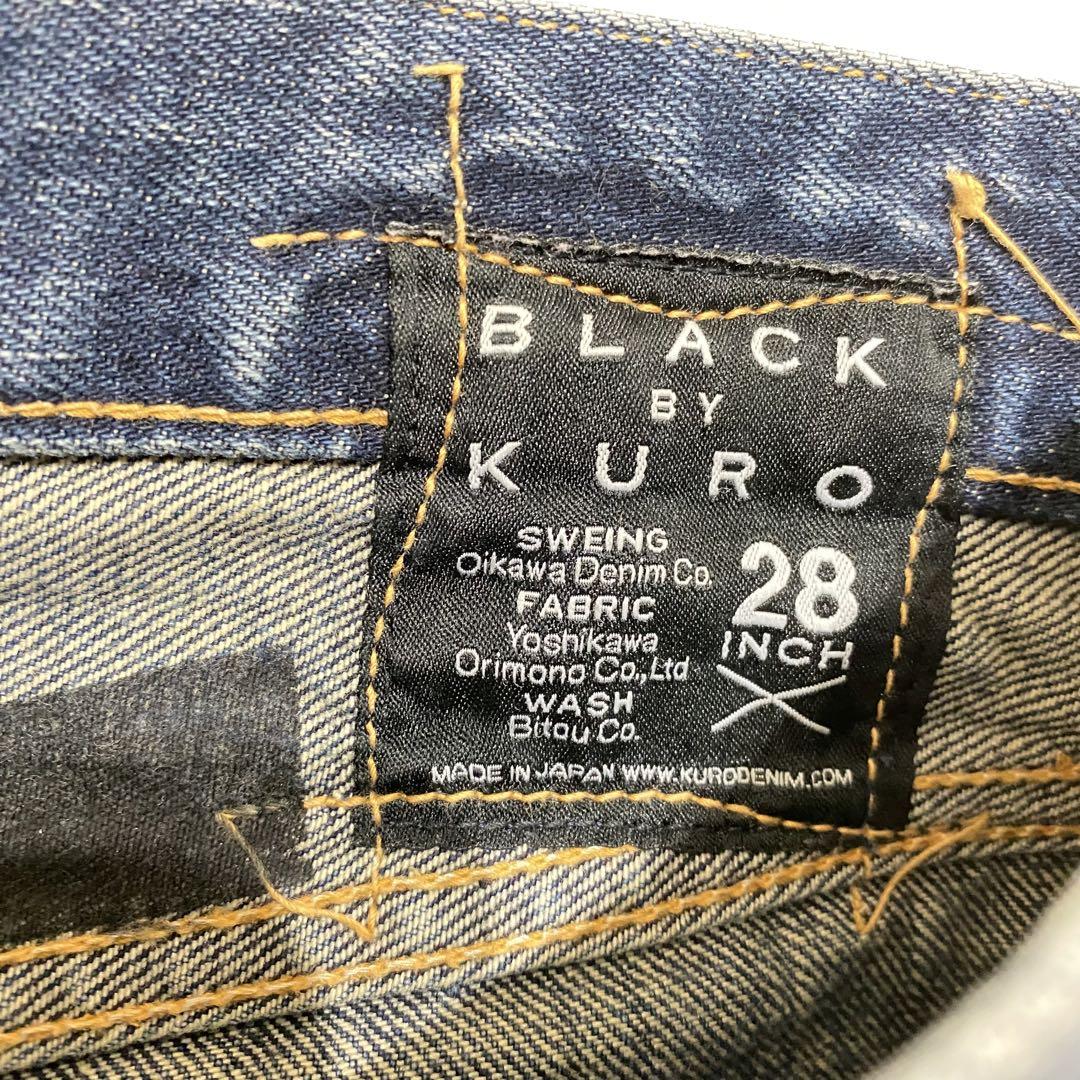 BLACK
BY
KURO
SWEING
Oikawa Denim Co.
FABRIC
Yoshikawa
Orimono Co.,Ltd
WASH
Bitou Co.
28
INCH
MADE IN JAPAN WWW.KURODENIM.COM